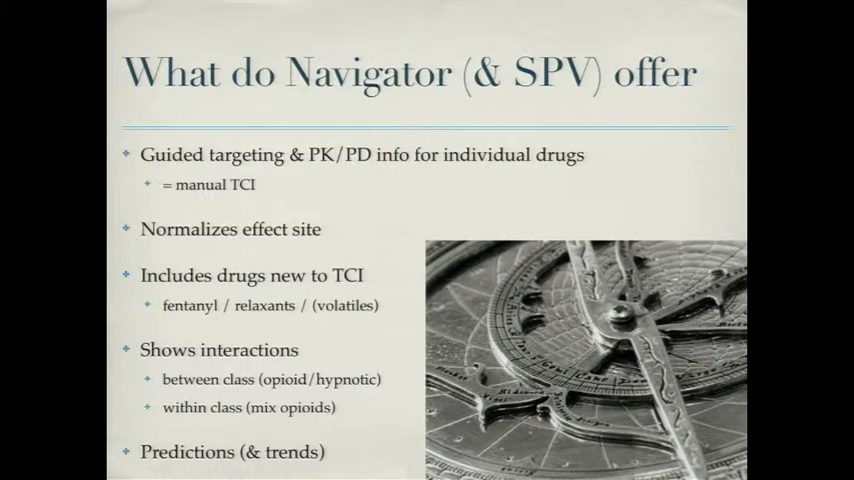 What do Navigator (& SPV) offer
Guided targeting & PK/PD info for individual drugs
= manual TCI
Normalizes effect site
Includes drugs new to TCI
fentanyl / relaxants / (volatiles)
Shows interactions
between class (opioid/hypnotic)
within class (mix opioids)
Predictions (& trends)